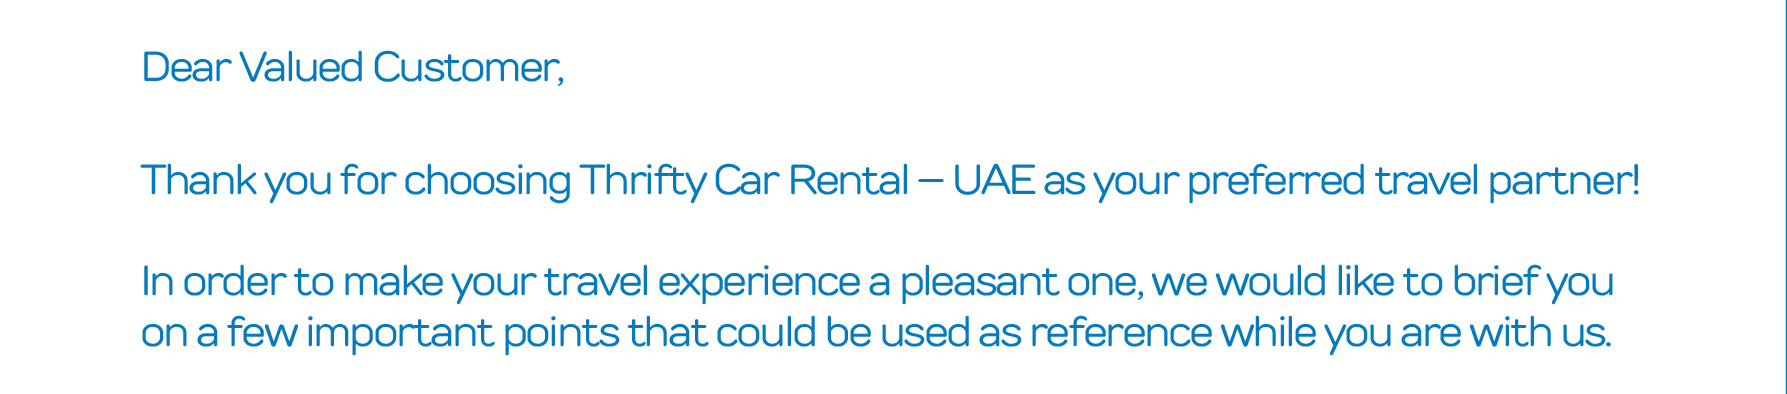 Dear Valued Customer,
Thank you for choosing Thrifty Car Rental – UAE as your preferred travel partner!
In order to make your travel experience a pleasant one, we would like to brief you
on a few important points that could be used as reference while you are with us.